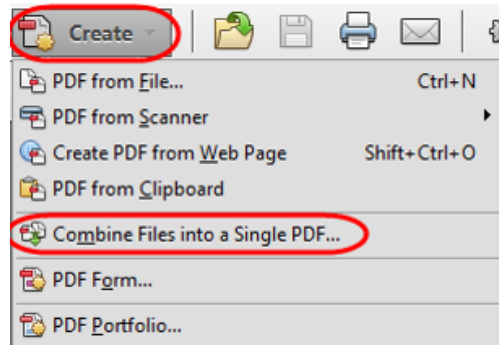 Create
PDF from File... Ctrl+N
PDF from Scanner
Create PDF from Web Page Shift+Ctrl+O
PDF from Clipboard
Combine Files into a Single PDF...
PDF Form...
PDF Portfolio...